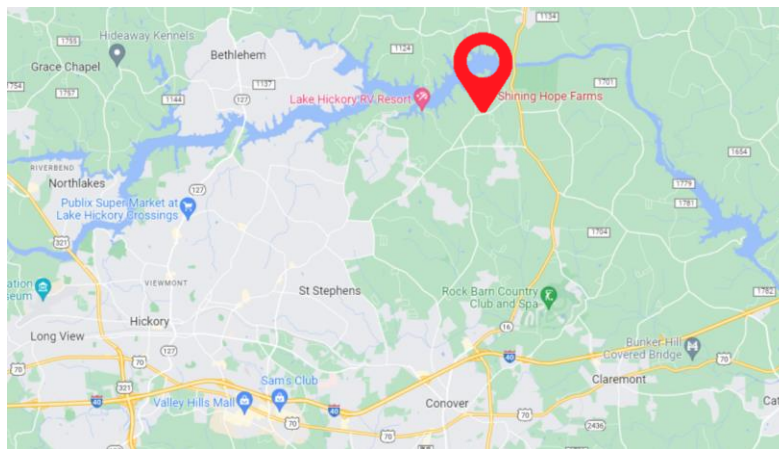 1134
1755
Hideaway Kennels
1124
Bethlehem
Grace Chapel
1754
1757
1137
1144
127
Lake Hickory RV Resort
Shining Hope Farms
1701
1654
RIVERBEND
Northlakes
127
Publix Super Market at
Lake Hickory Crossings
1779
1781
321
1704
VIEWMONT
St Stephens
Rock Barn Country
Club and Spa
1782
Long View
Hickory
16
127
70
40
Bunker Hill
Covered Bridge
70
70
Claremont
321
Sam's Club
40
Valley Hills Mall
40
Conover
70
70
70
2436